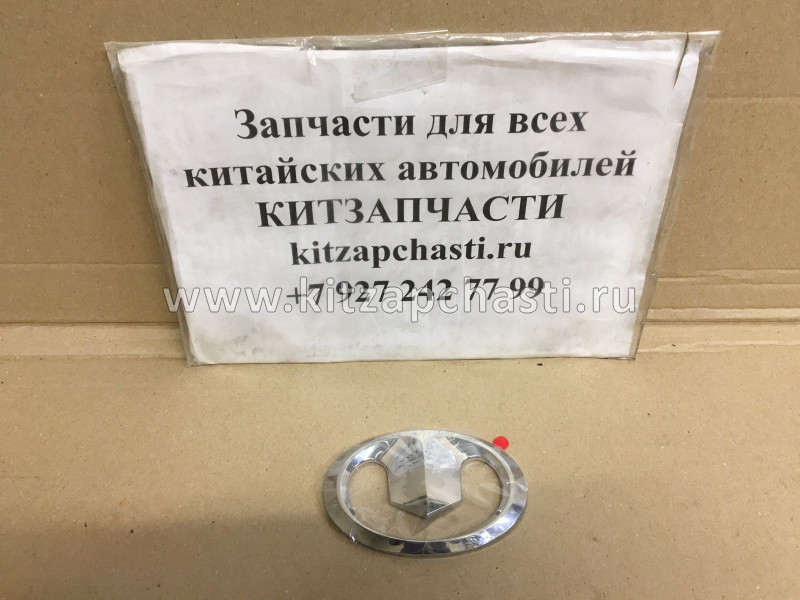 Запчасти для всех
китайских автомобилей
КИТЗАПЧАСТИ
kitzapchasti.ru
+7 927 242 77 99
www.kitzapchasti.ru